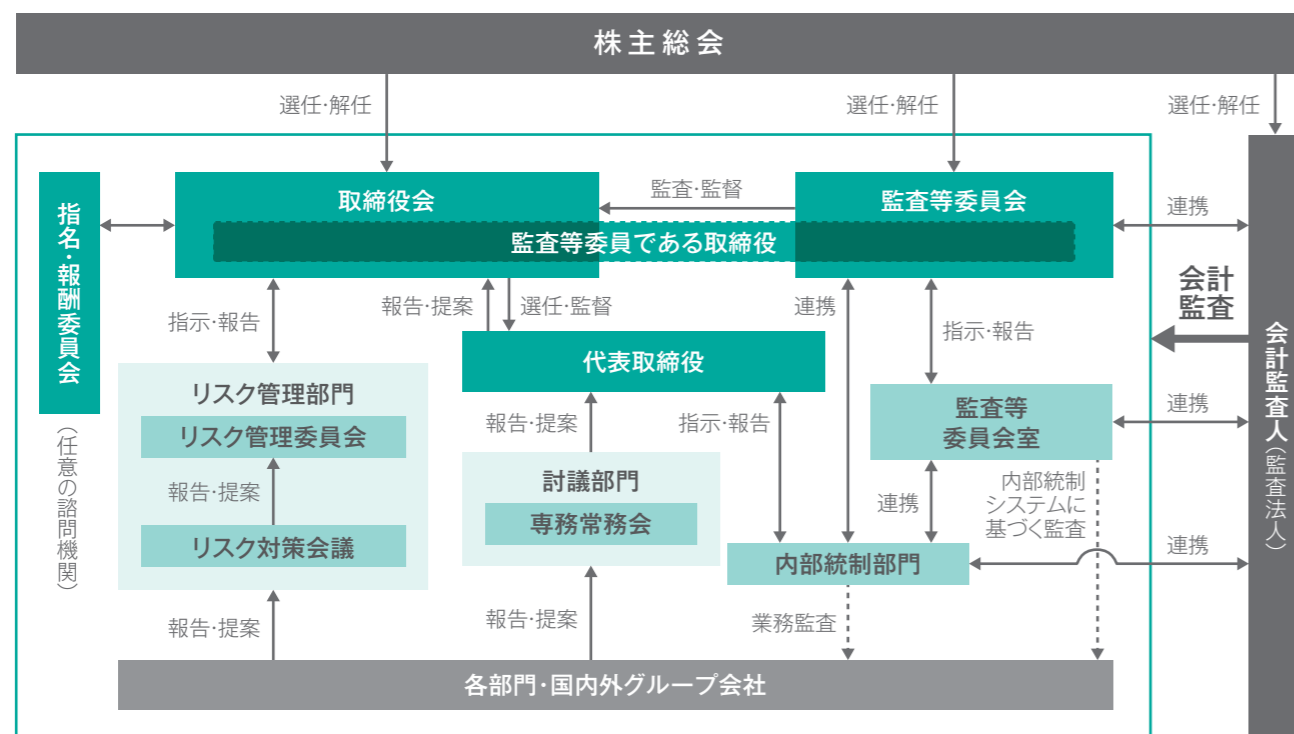 株主総会
選任・解任
選任・解任
選任・解任
指名・報酬委員会
(任意の諮問機関)
取締役会
監査・監督
監査等委員会
監査等委員である取締役
連携
会計
監査
会計監査人(監査法人)
指示・報告
報告・提案
選任・監督
連携
指示・報告
代表取締役
リスク管理部門
リスク管理委員会
報告・提案
リスク対策会議
報告・提案
指示・報告
監査等
委員会室
連携
討議部門
専務常務会
連携
内部統制
システムに
基づく監査
内部統制部門
連携
報告・提案
報告・提案
業務監査
各部門・国内外グループ会社